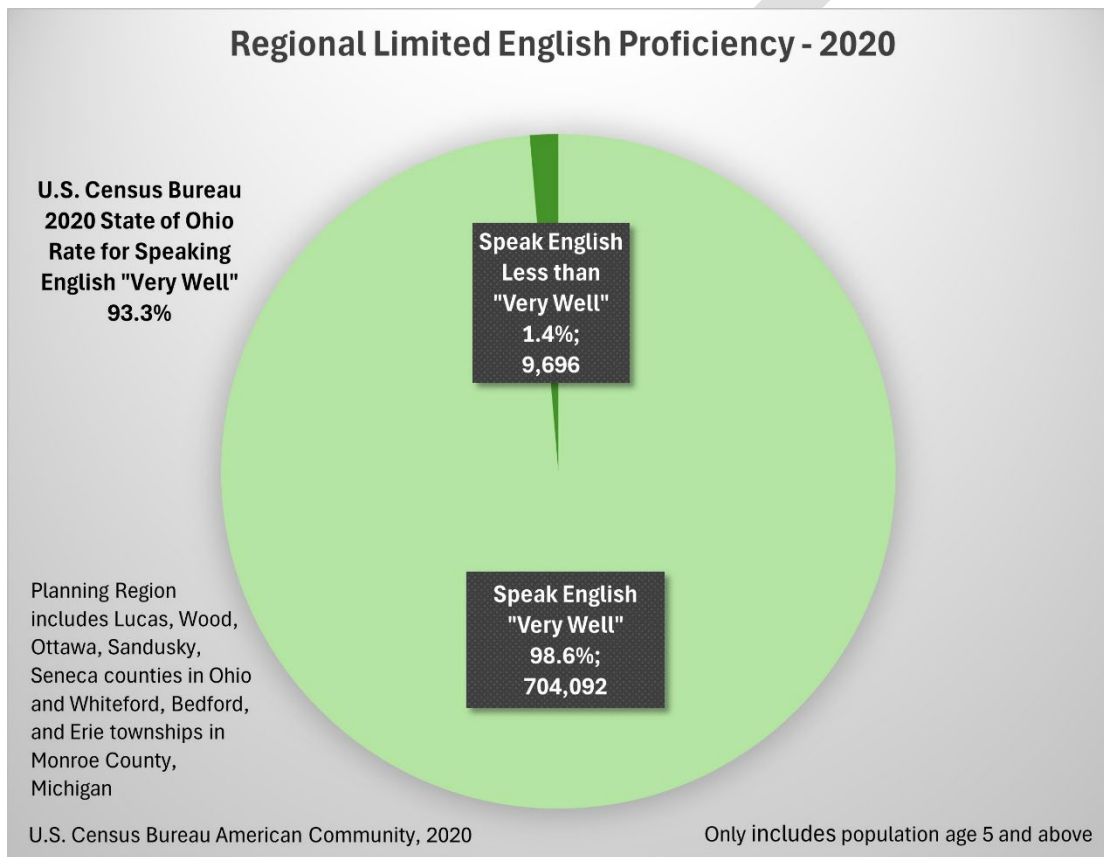 Regional Limited English Proficiency - 2020
U.S. Census Bureau
2020 State of Ohio
Rate for Speaking
English "Very Well"
93.3%
Speak English
Less than
"Very Well"
1.4%;
9,696
Speak English
"Very Well"
98.6%;
704,092
Planning Region
includes Lucas, Wood,
Ottawa, Sandusky,
Seneca counties in Ohio
and Whiteford, Bedford,
and Erie townships in
Monroe County,
Michigan
U.S. Census Bureau American Community, 2020
Only includes population age 5 and above